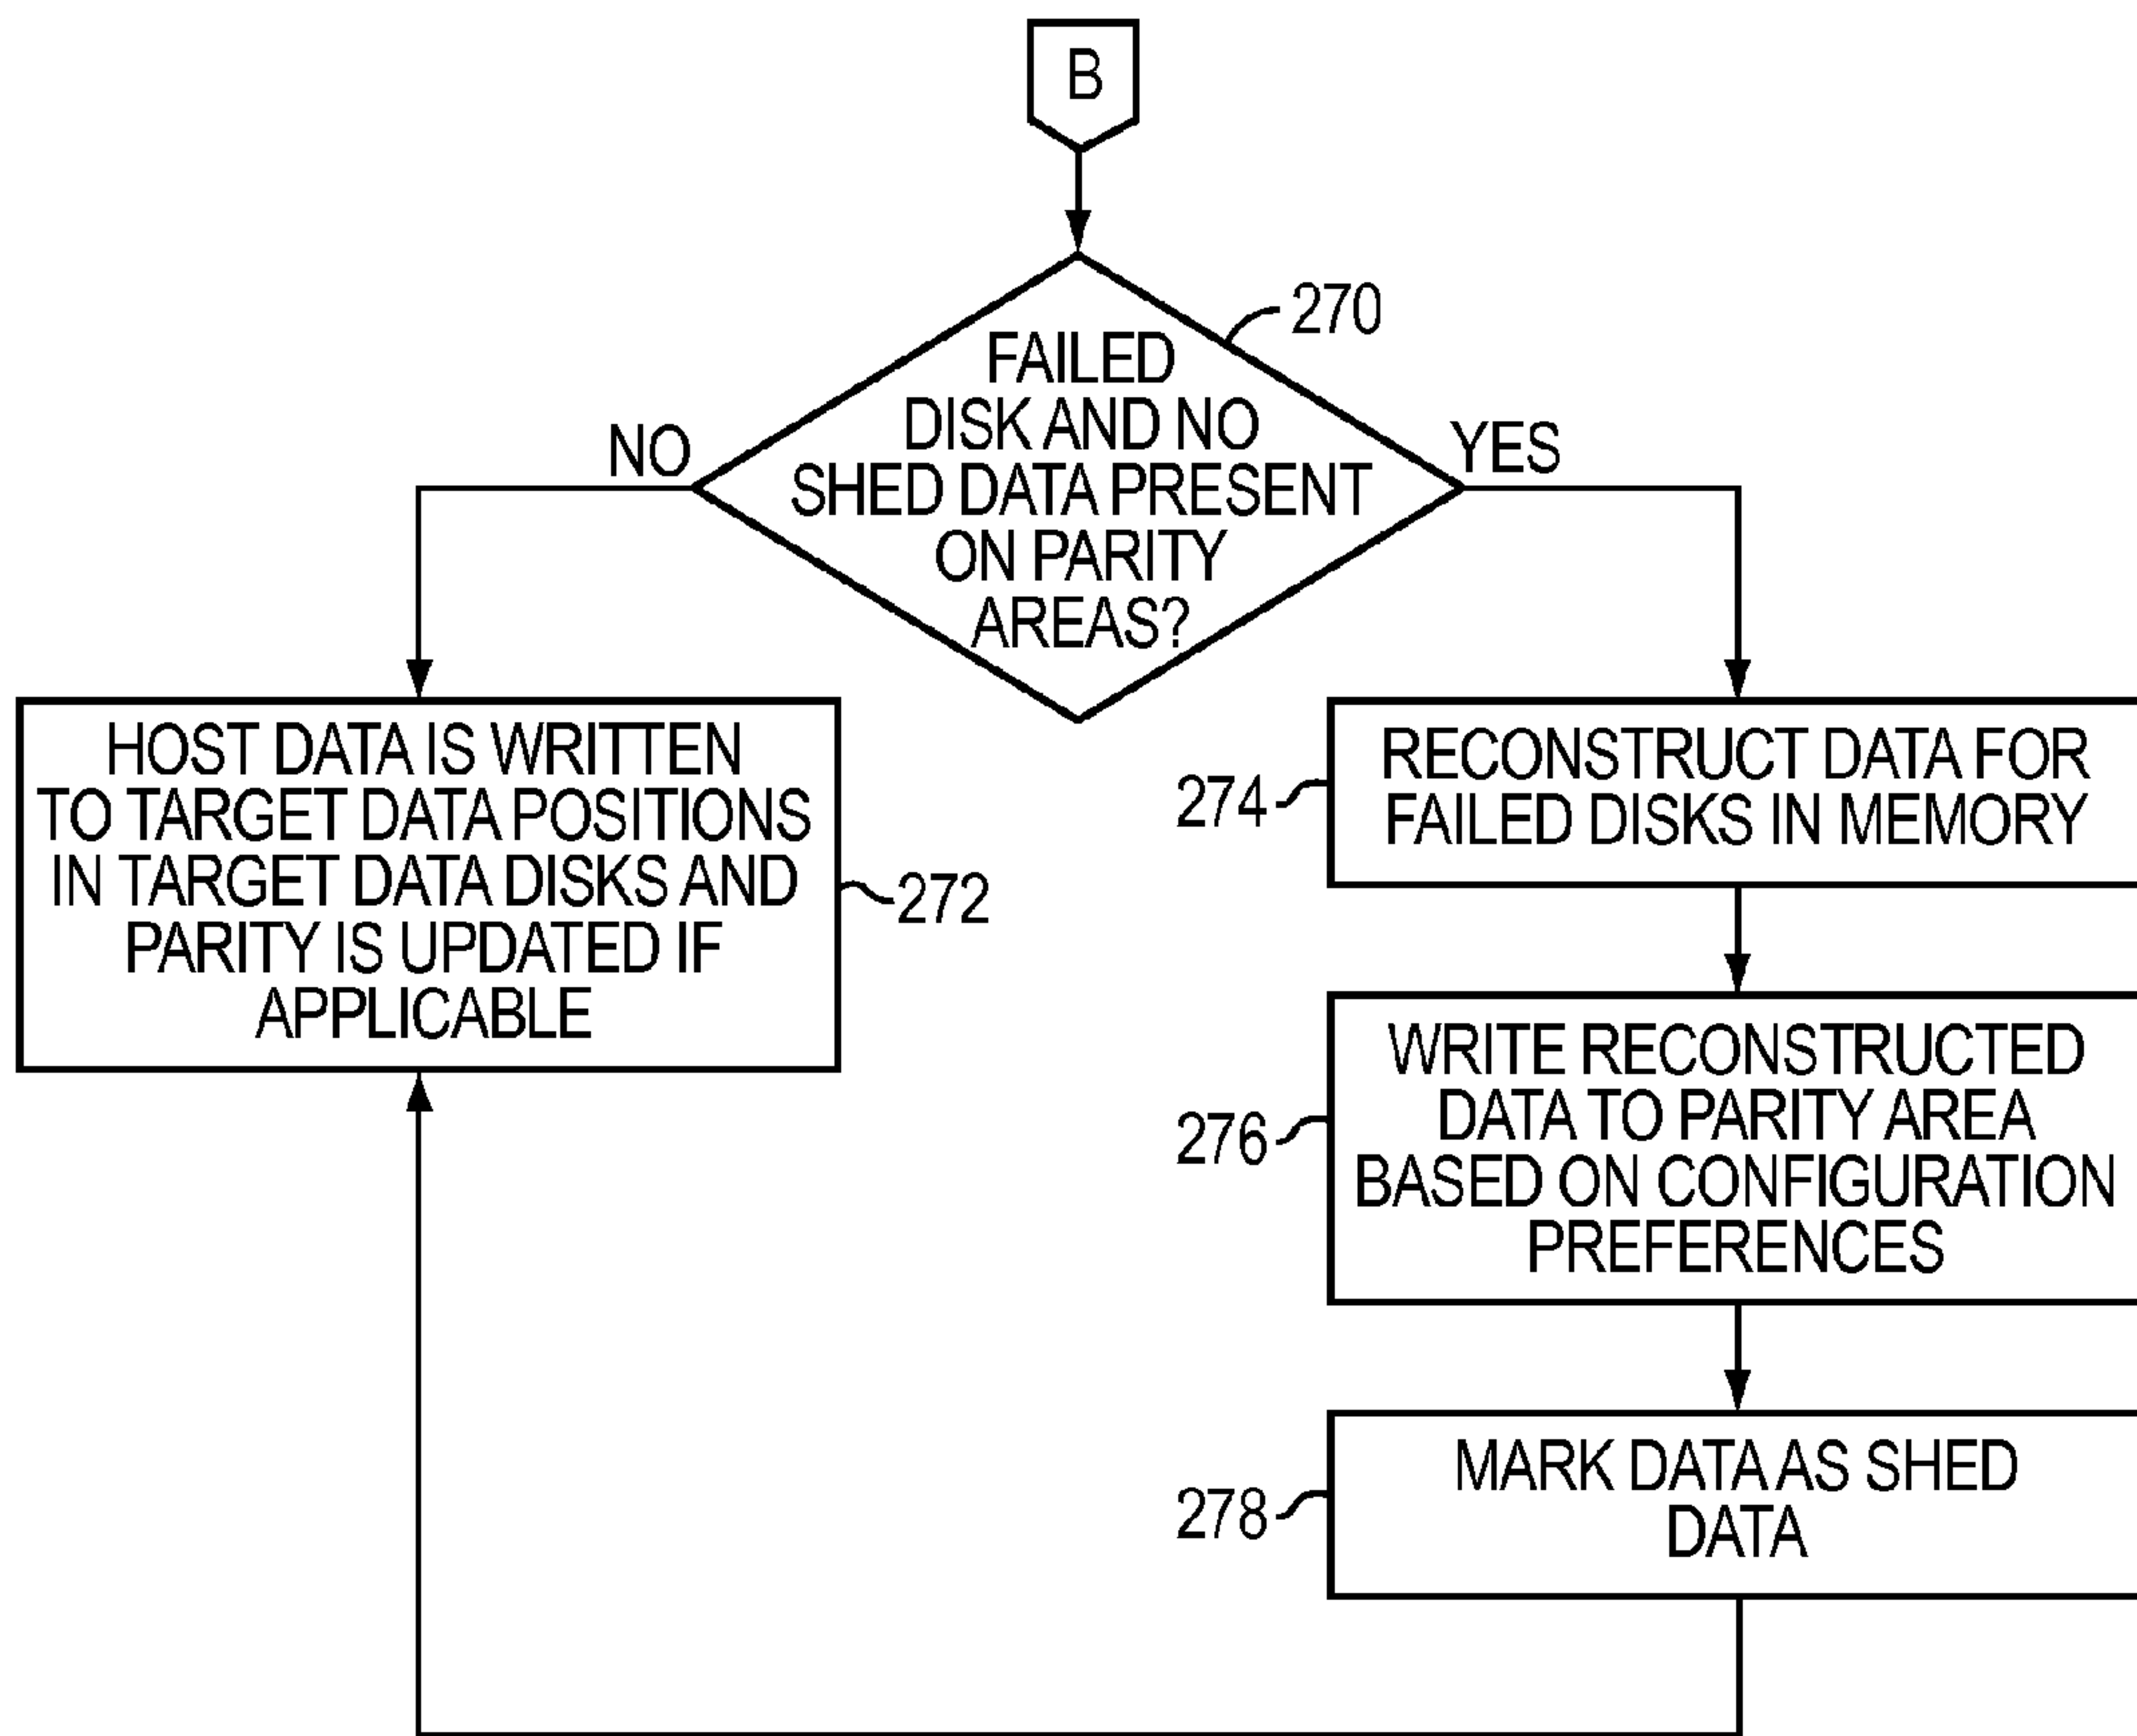 B
270
FAILED
DISK AND NO
SHED DATA PRESENT
ON PARITY
AREAS?
NO
YES
HOST DATA IS WRITTEN
TO TARGET DATA POSITIONS
IN TARGET DATA DISKS AND
PARITY IS UPDATED IF
APPLICABLE
272
274
RECONSTRUCT DATA FOR
FAILED DISKS IN MEMORY
276
WRITE RECONSTRUCTED
DATA TO PARITY AREA
BASED ON CONFIGURATION
PREFERENCES
278
MARK DATA AS SHED
DATA